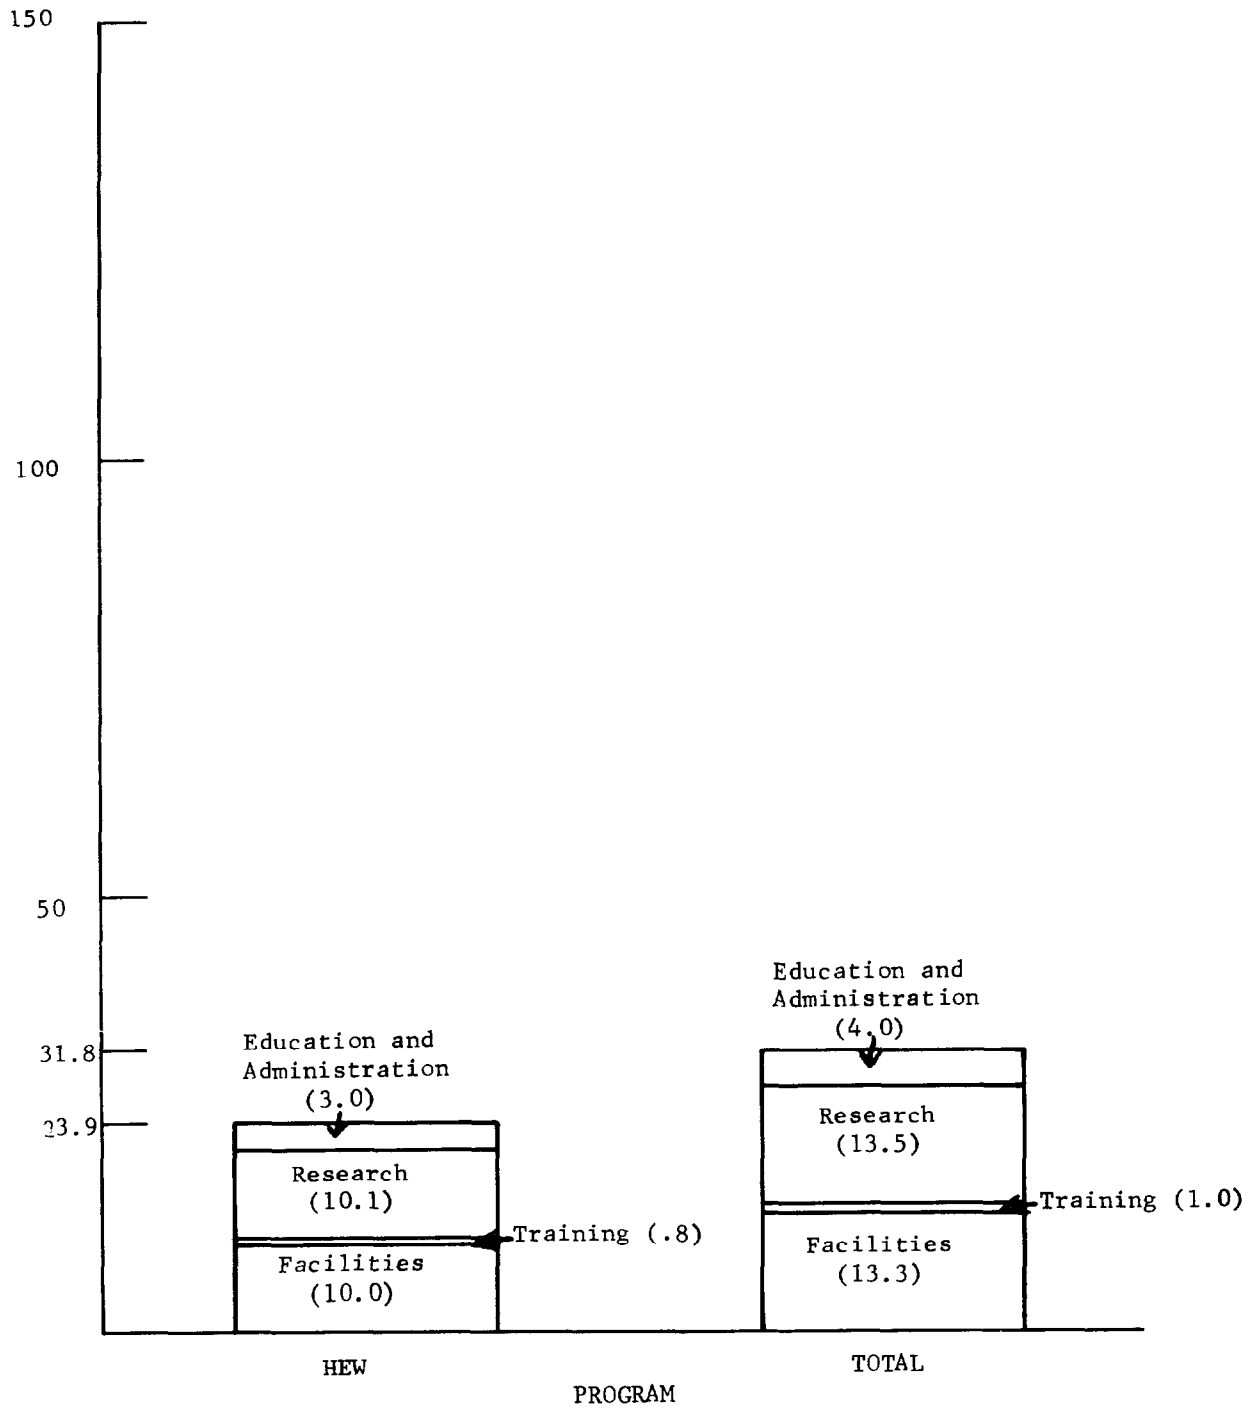 150
100
50
Education and
Administration
(4.0)
31.8
Education and
Administration
(3.0)
23.9
Research
(13.5)
Research
(10.1)
Training (1.0)
Training (.8)
Facilities
(13.3)
Facilities
(10.0)
HEW
TOTAL
PROGRAM